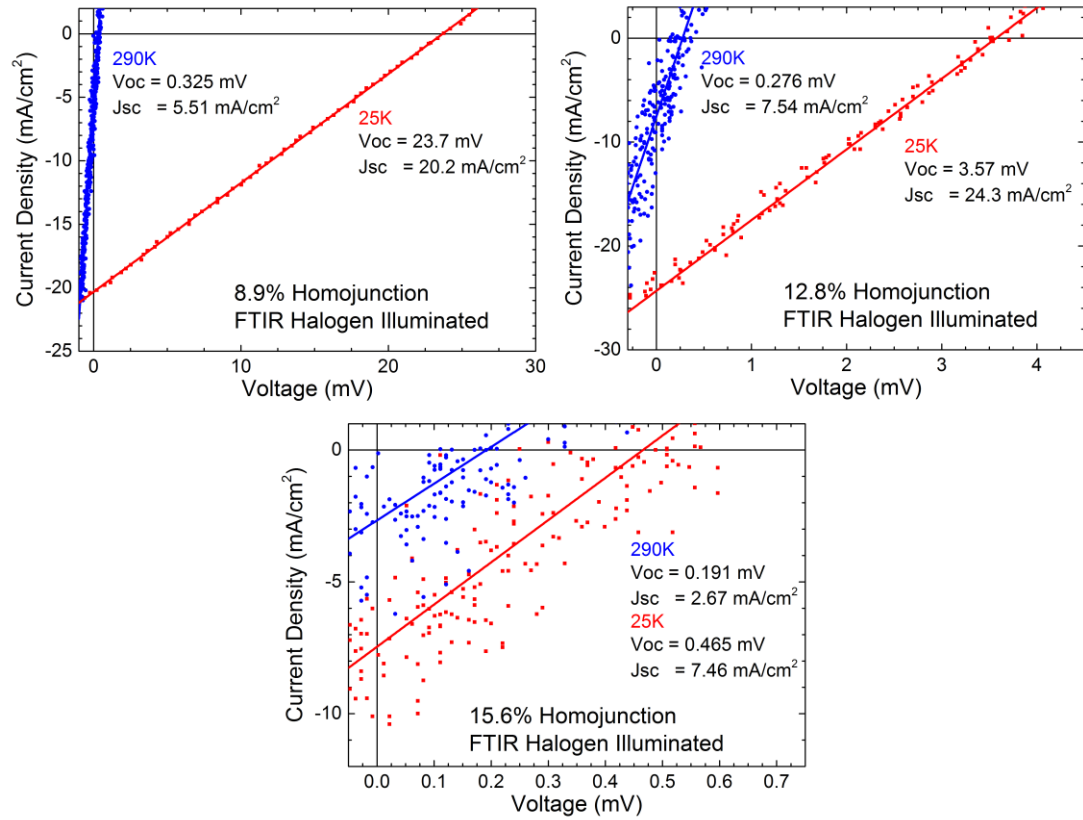 Current Density (mA/cm²)
0
-5
-10
-15
-20
-25
290K
Voc = 0.325 mV
Jsc = 5.51 mA/cm²
25K
Voc = 23.7 mV
Jsc = 20.2 mA/cm²
8.9% Homojunction
FTIR Halogen Illuminated
0 10 20 30
Voltage (mV)
Current Density (mA/cm²)
0
-10
-20
-30
290K
Voc = 0.276 mV
Jsc = 7.54 mA/cm²
25K
Voc = 3.57 mV
Jsc = 24.3 mA/cm²
12.8% Homojunction
FTIR Halogen Illuminated
0 1 2 3 4
Voltage (mV)
Current Density (mA/cm²)
0
-5
-10
290K
Voc = 0.191 mV
Jsc = 2.67 mA/cm²
25K
Voc = 0.465 mV
Jsc = 7.46 mA/cm²
15.6% Homojunction
FTIR Halogen Illuminated
0.0 0.1 0.2 0.3 0.4 0.5 0.6 0.7
Voltage (mV)